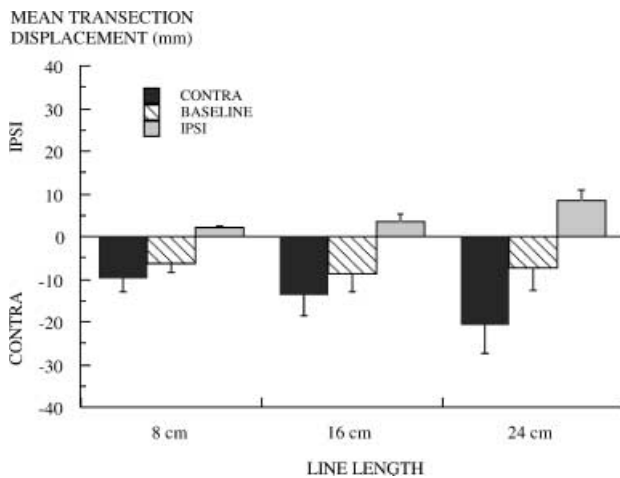 MEAN TRANSECTION
DISPLACEMENT (mm)
40
30
20
10
0
-10
-20
-30
-40
IPSI
CONTRA
CONTRA
BASELINE
IPSI
8 cm
16 cm
24 cm
LINE LENGTH